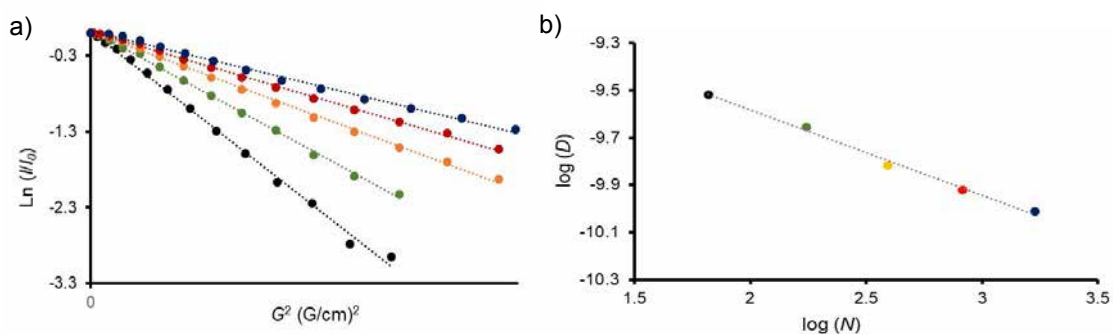 a)
-0.3
-1.3
-2.3
-3.3
0
Ln (I/I0)
G² (G/cm)²
b)
-9.3
-9.5
-9.7
-9.9
-10.1
-10.3
1.5
2
2.5
3
3.5
log (D)
log (N)